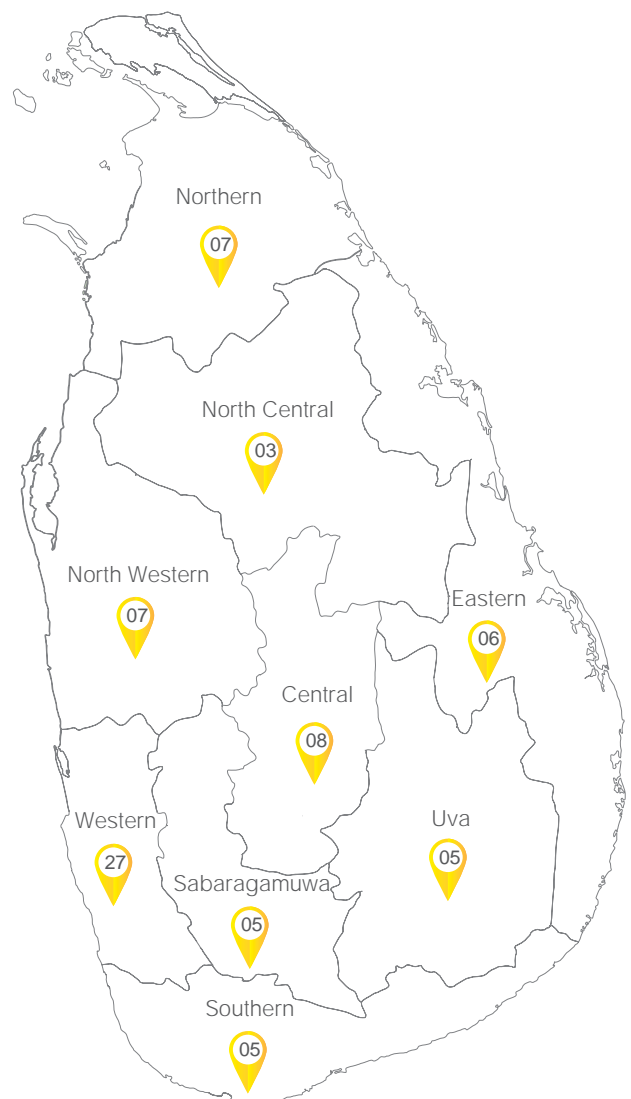 Northern
07
North Central
03
North Western
07
Eastern
06
Central
08
Western
27
Uva
05
Sabaragamuwa
05
Southern
05